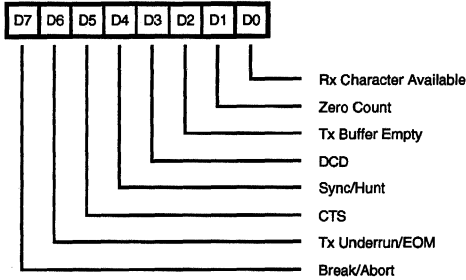 D7 D6 D5 D4 D3 D2 D1 D0
Rx Character Available
Zero Count
Tx Buffer Empty
DCD
Sync/Hunt
CTS
Tx Underrun/EOM
Break/Abort